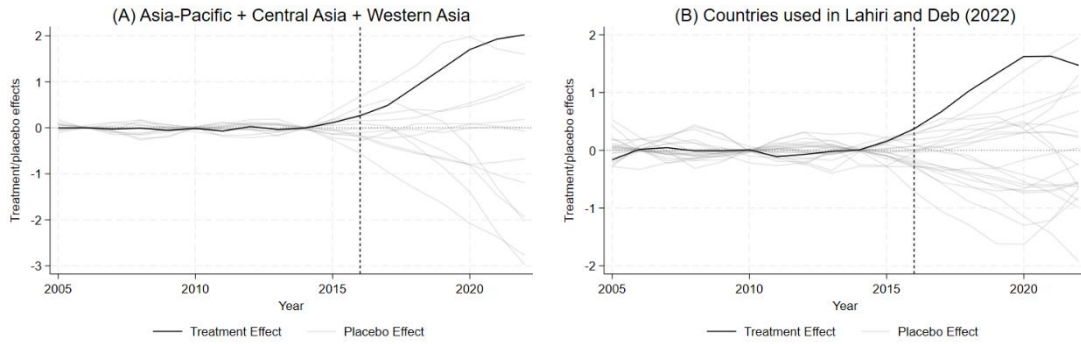 (A) Asia-Pacific + Central Asia + Western Asia
Treatment/placebo effects
2
1
0
-1
-2
-3
2005 2010 2015 2020
Year
Treatment Effect Placebo Effect
(B) Countries used in Lahiri and Deb (2022)
Treatment/placebo effects
2
1
0
-1
-2
2005 2010 2015 2020
Year
Treatment Effect Placebo Effect